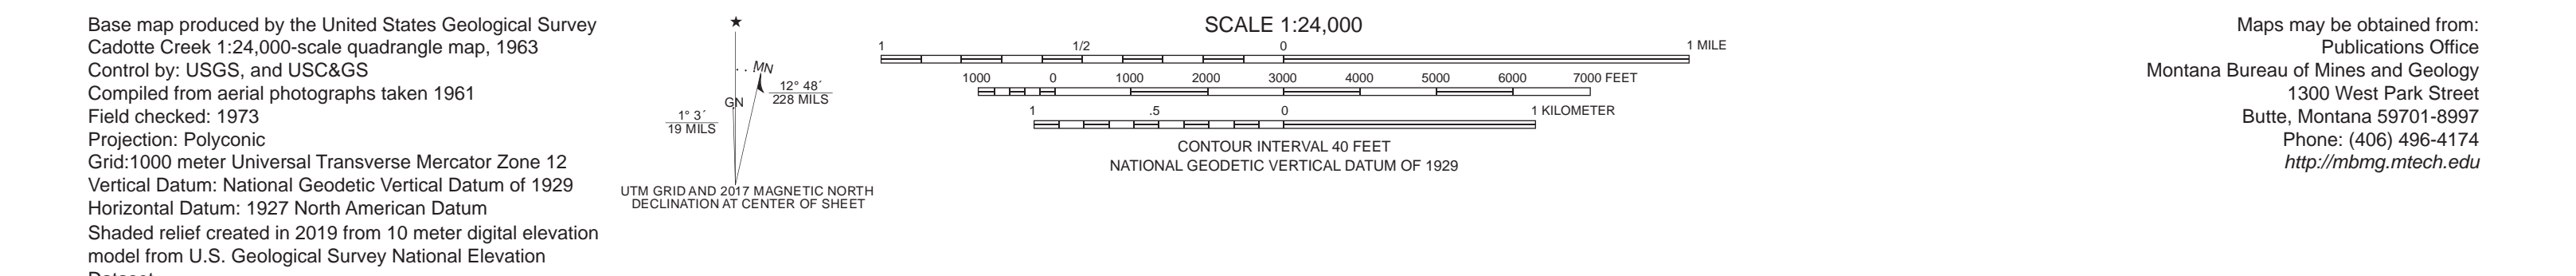 Base map produced by the United States Geological Survey
Cadotte Creek 1:24,000-scale quadrangle map, 1963
Control by: USGS, and USC&GS
Compiled from aerial photographs taken 1961
Field checked: 1973
Projection: Polyconic
Grid:1000 meter Universal Transverse Mercator Zone 12
Vertical Datum: National Geodetic Vertical Datum of 1929
Horizontal Datum: 1927 North American Datum
Shaded relief created in 2019 from 10 meter digital elevation
model from U.S. Geological Survey National Elevation
★
MN
12° 48´
228 MILS
GN
1° 3´
19 MILS
UTM GRID AND 2017 MAGNETIC NORTH
DECLINATION AT CENTER OF SHEET
SCALE 1:24,000
1 1/2 0 1 MILE
1000 0 1000 2000 3000 4000 5000 6000 7000 FEET
1 .5 0 1 KILOMETER
CONTOUR INTERVAL 40 FEET
NATIONAL GEODETIC VERTICAL DATUM OF 1929
Maps may be obtained from:
Publications Office
Montana Bureau of Mines and Geology
1300 West Park Street
Butte, Montana 59701-8997
Phone: (406) 496-4174
http://mbmg.mtech.edu